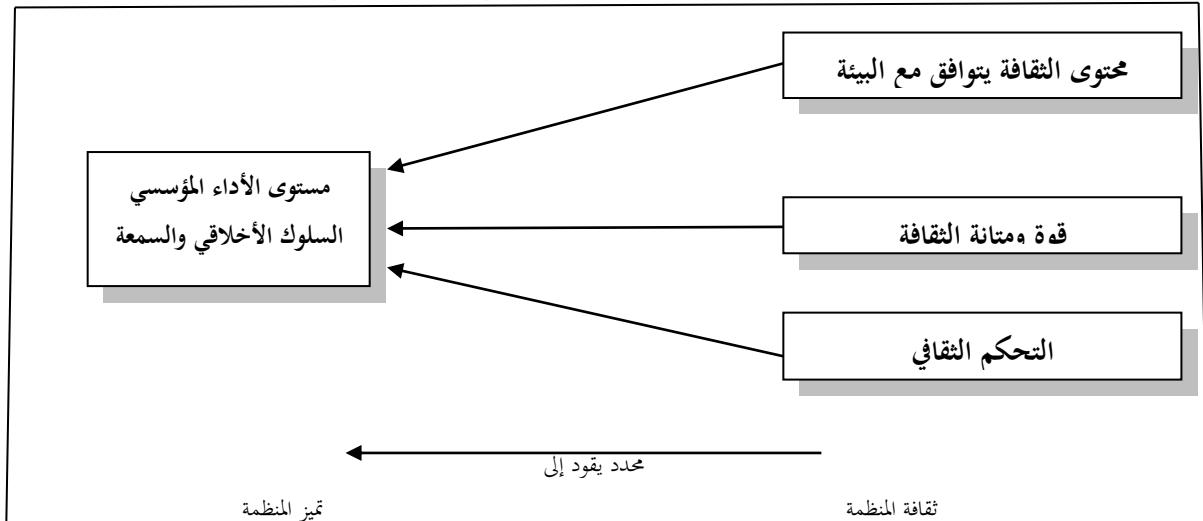 محتوى الثقافة يتوافق مع البيئة
مستوى الأداء المؤسسي
السلوك الأخلاقي والسمعة
قوة ومتانة الثقافة
التحكم الثقافي
محدد يقود إلى
ثقافة المنظمة
تميز المنظمة